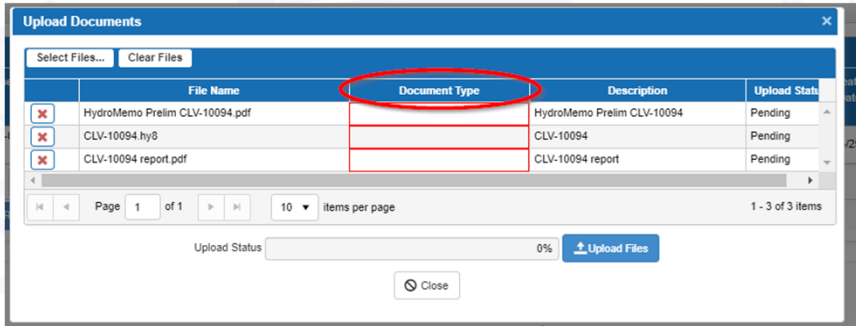 Upload Documents
Select Files... Clear Files
File Name Document Type Description Upload Statu
HydroMemo Prelim CLV-10094.pdf HydroMemo Prelim CLV-10094 Pending
CLV-10094.hy8 CLV-10094 Pending
CLV-10094 report.pdf CLV-10094 report Pending
Page 1 of 1 10 items per page 1 - 3 of 3 items
Upload Status 0% Upload Files
Close